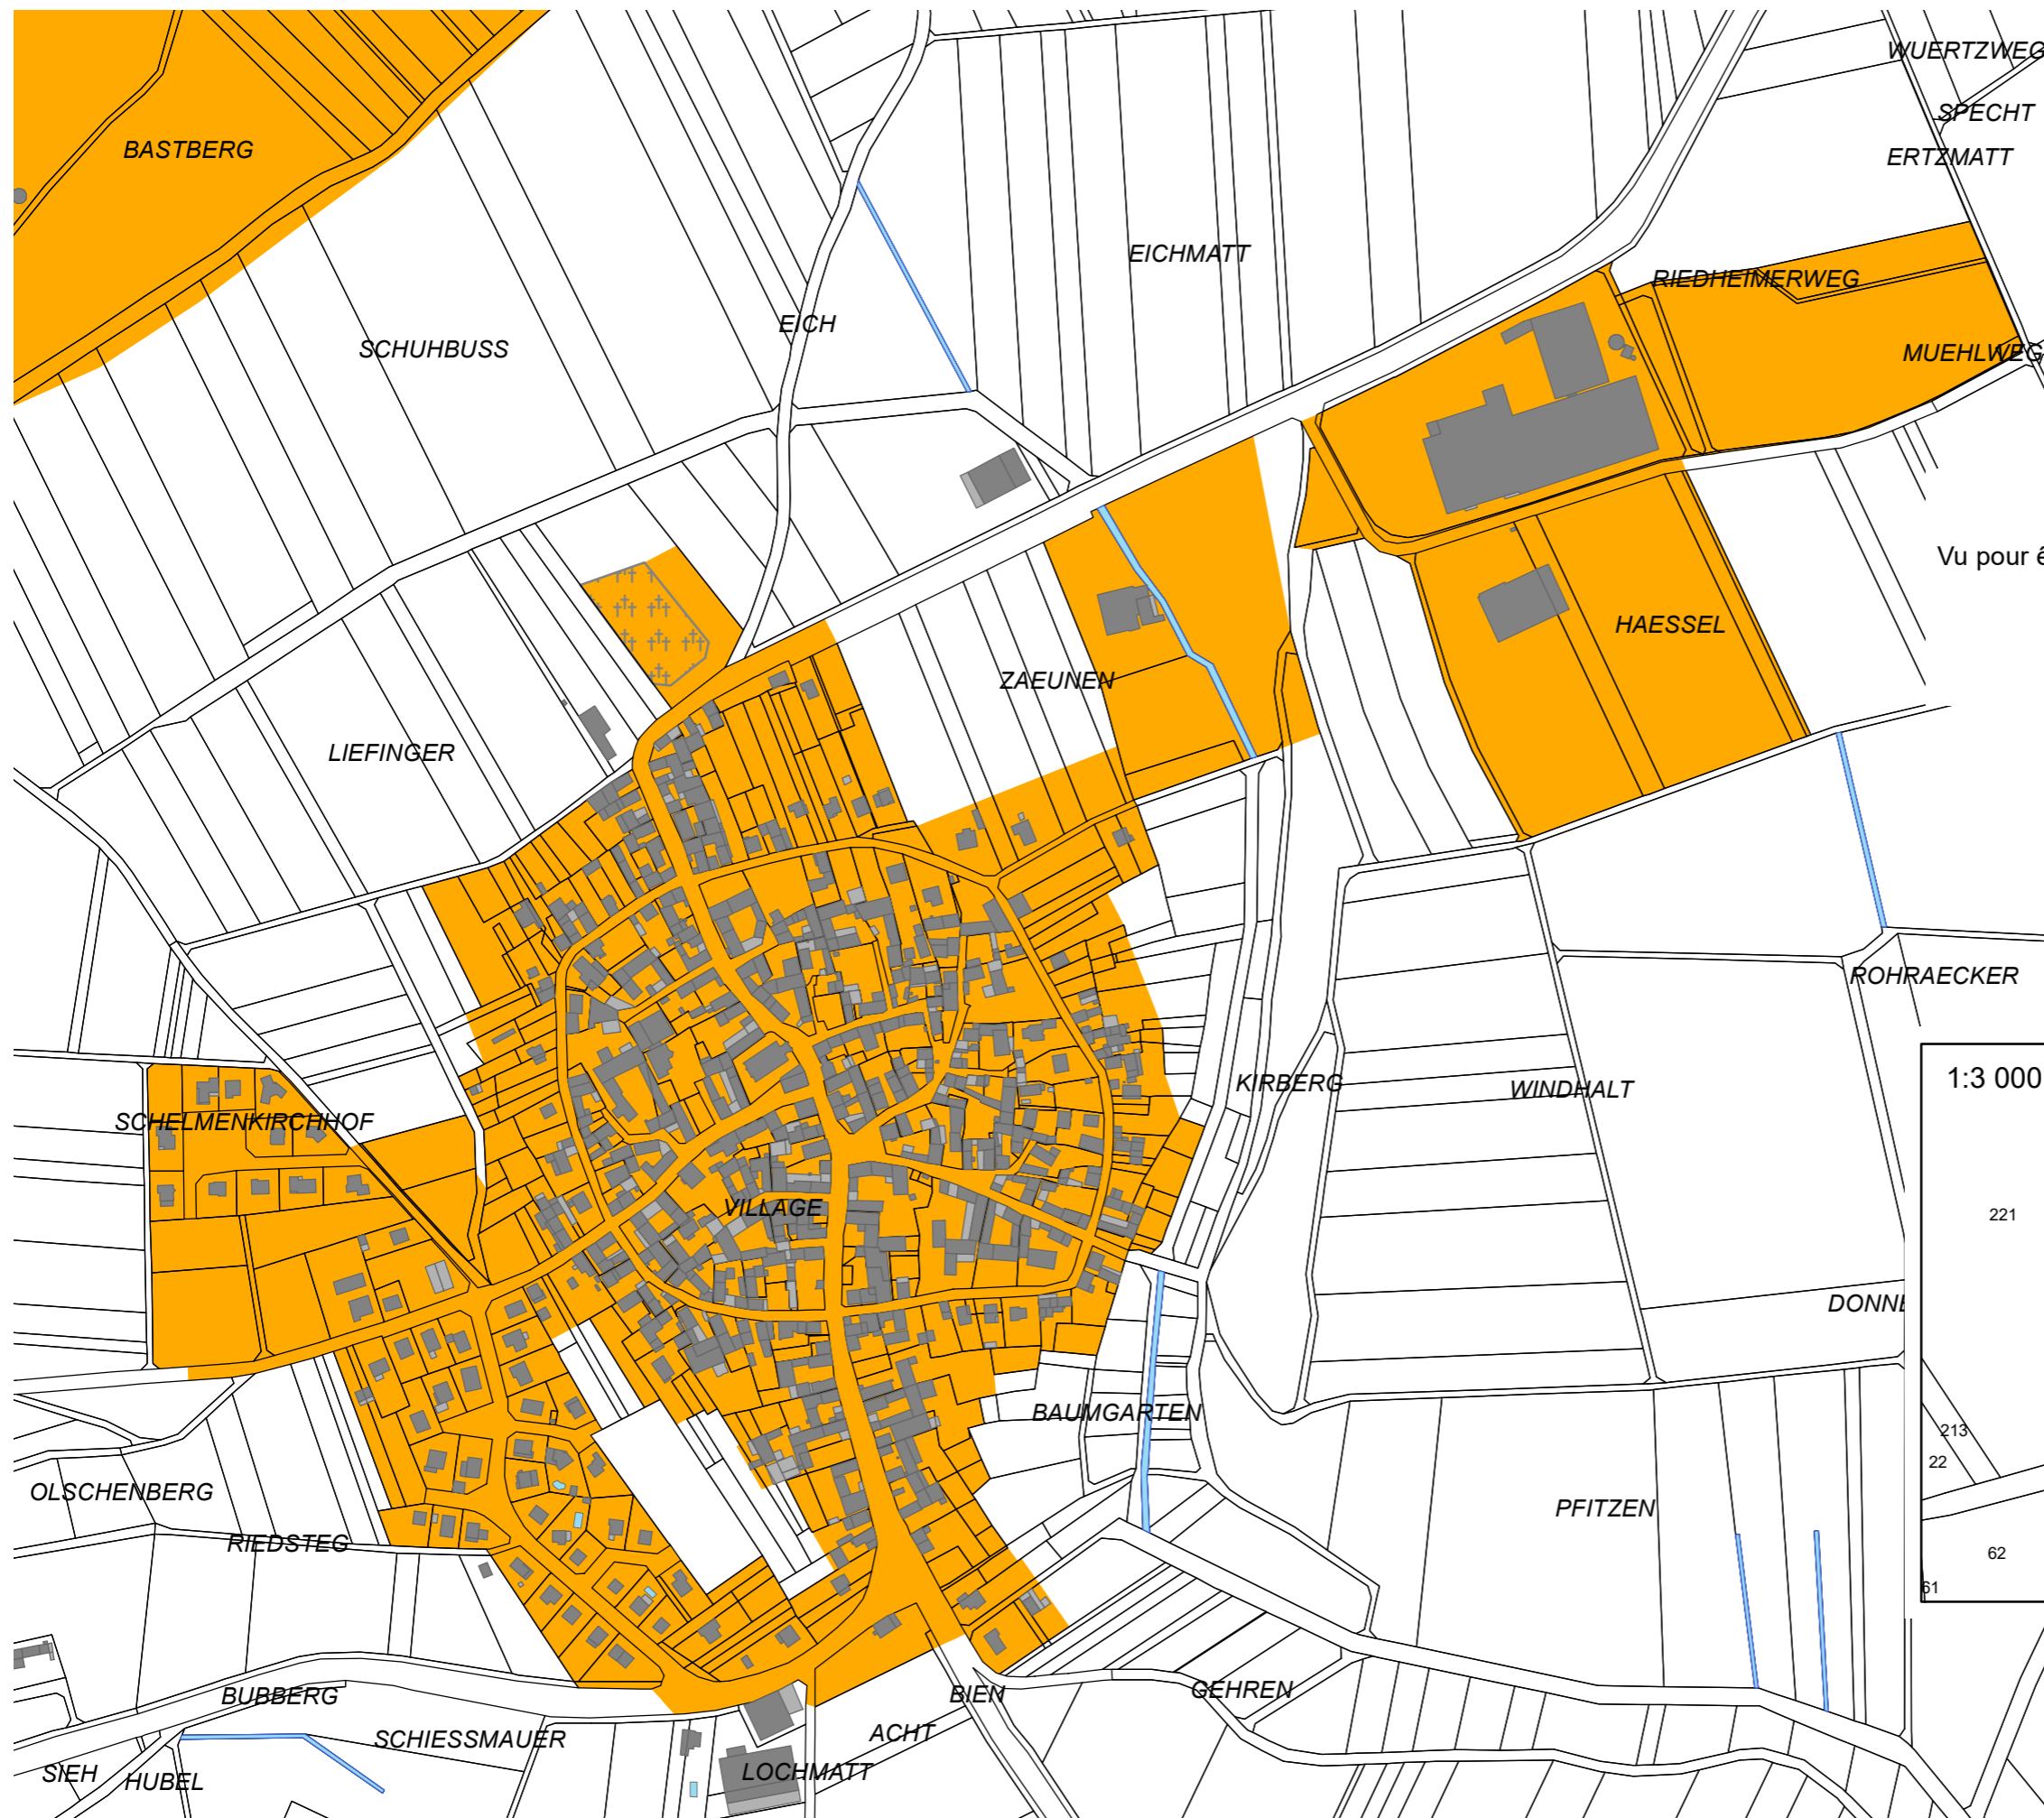 WUERTZWEG
SPECHT
BASTBERG
ERTZMATT
EICHMATT
RIEDHEIMERWEG
EICH
SCHUHBUSS
MUEHLWEG
Vu pour ê
HAESSEL
ZAEUNEN
LIEFINGER
ROHRAECKER
1:3 000
KIRBERG
WINDHALT
SCHELMENKIRCHHOF
VILLAGE
221
DONNE
BAUMGARTEN
213
22
OLSCHENBERG
PFITZEN
RIEDSTEG
62
61
BUBBERG
BIEN
GEHREN
SCHIESSMAUER
ACHT
SIEH
HUBEL
LOCHMATT